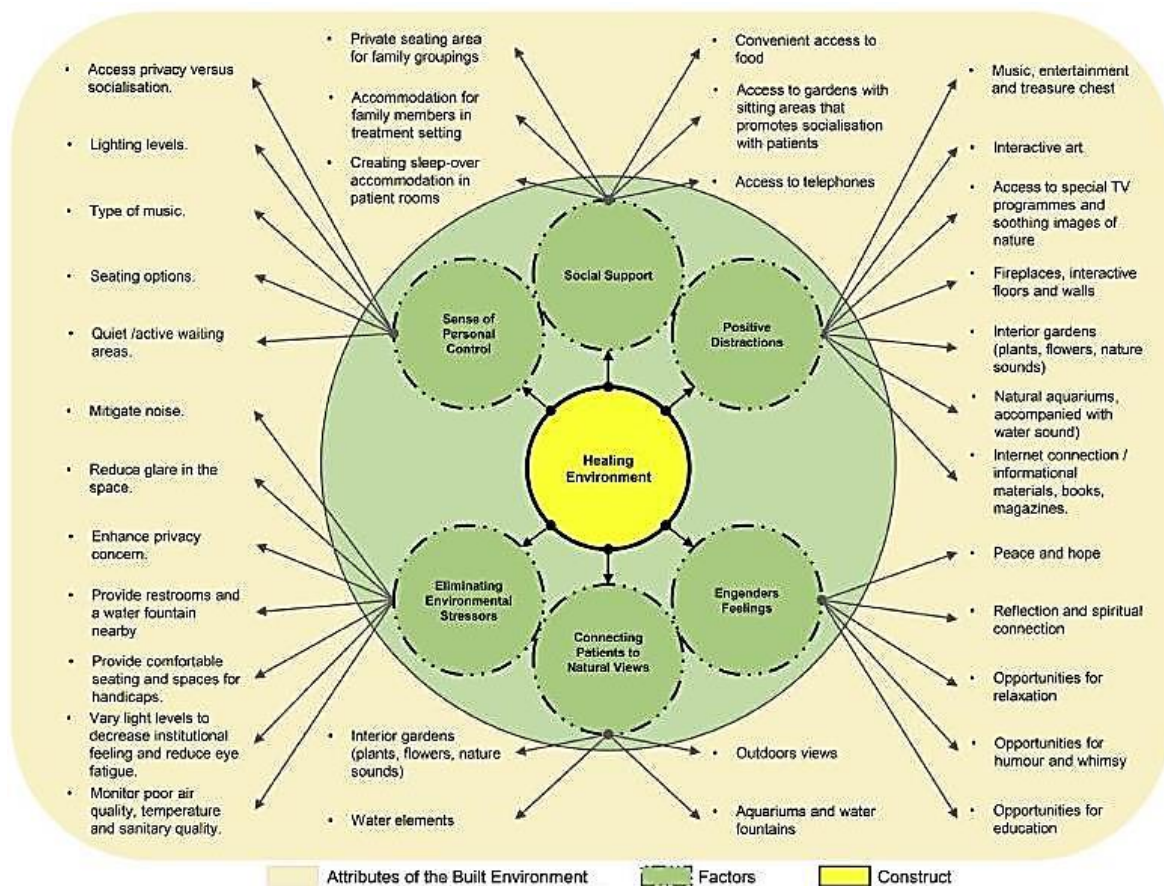 • Access privacy versus
socialisation.
• Lighting levels.
• Type of music.
• Seating options.
• Quiet /active waiting
areas.
• Mitigate noise.
• Reduce glare in the
space.
• Enhance privacy
concern.
• Provide restrooms and
a water fountain
nearby
• Provide comfortable
seating and spaces for
handicaps.
• Vary light levels to
decrease institutional
feeling and reduce eye
fatigue.
• Monitor poor air
quality, temperature
and sanitary quality.
• Private seating area
for family groupings
• Accommodation for
family members in
treatment setting
• Creating sleep-over
accommodation in
patient rooms
• Convenient access to
food
• Access to gardens with
sitting areas that
promotes socialisation
with patients
• Access to telephones
• Music, entertainment
and treasure chest
• Interactive art
• Access to special TV
programmes and
soothing images of
nature
• Fireplaces, interactive
floors and walls
• Interior gardens
(plants, flowers, nature
sounds)
• Natural aquariums,
accompanied with
water sound)
• Internet connection /
informational
materials, books,
magazines.
• Peace and hope
• Reflection and spiritual
connection
• Opportunities for
relaxation
• Opportunities for
humour and whimsy
• Opportunities for
education
Social Support
Sense of
Personal
Control
Positive
Distractions
Healing
Environment
Eliminating
Environmental
Stressors
Connecting
Patients to
Natural Views
Engenders
Feelings
• Interior gardens
(plants, flowers, nature
sounds)
• Water elements
• Outdoors views
• Aquariums and water
fountains
Attributes of the Built Environment
Factors
Construct